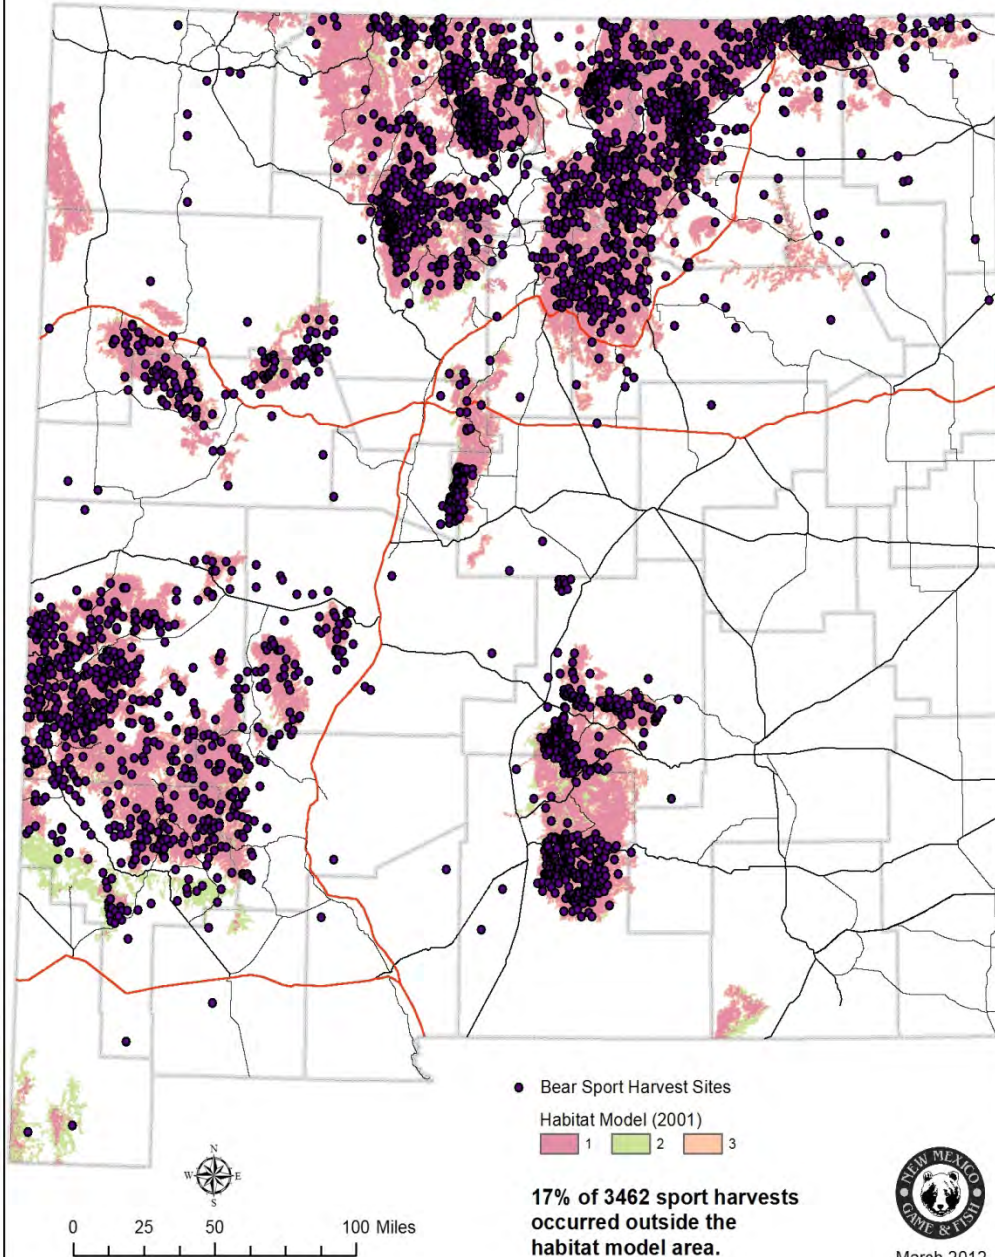 Bear Sport Harvest Sites
Habitat Model (2001)
1 2 3
17% of 3462 sport harvests
occurred outside the
habitat model area.
N
W E
S
0 25 50 100 Miles
NEW MEXICO
GAME & FISH
March 2012